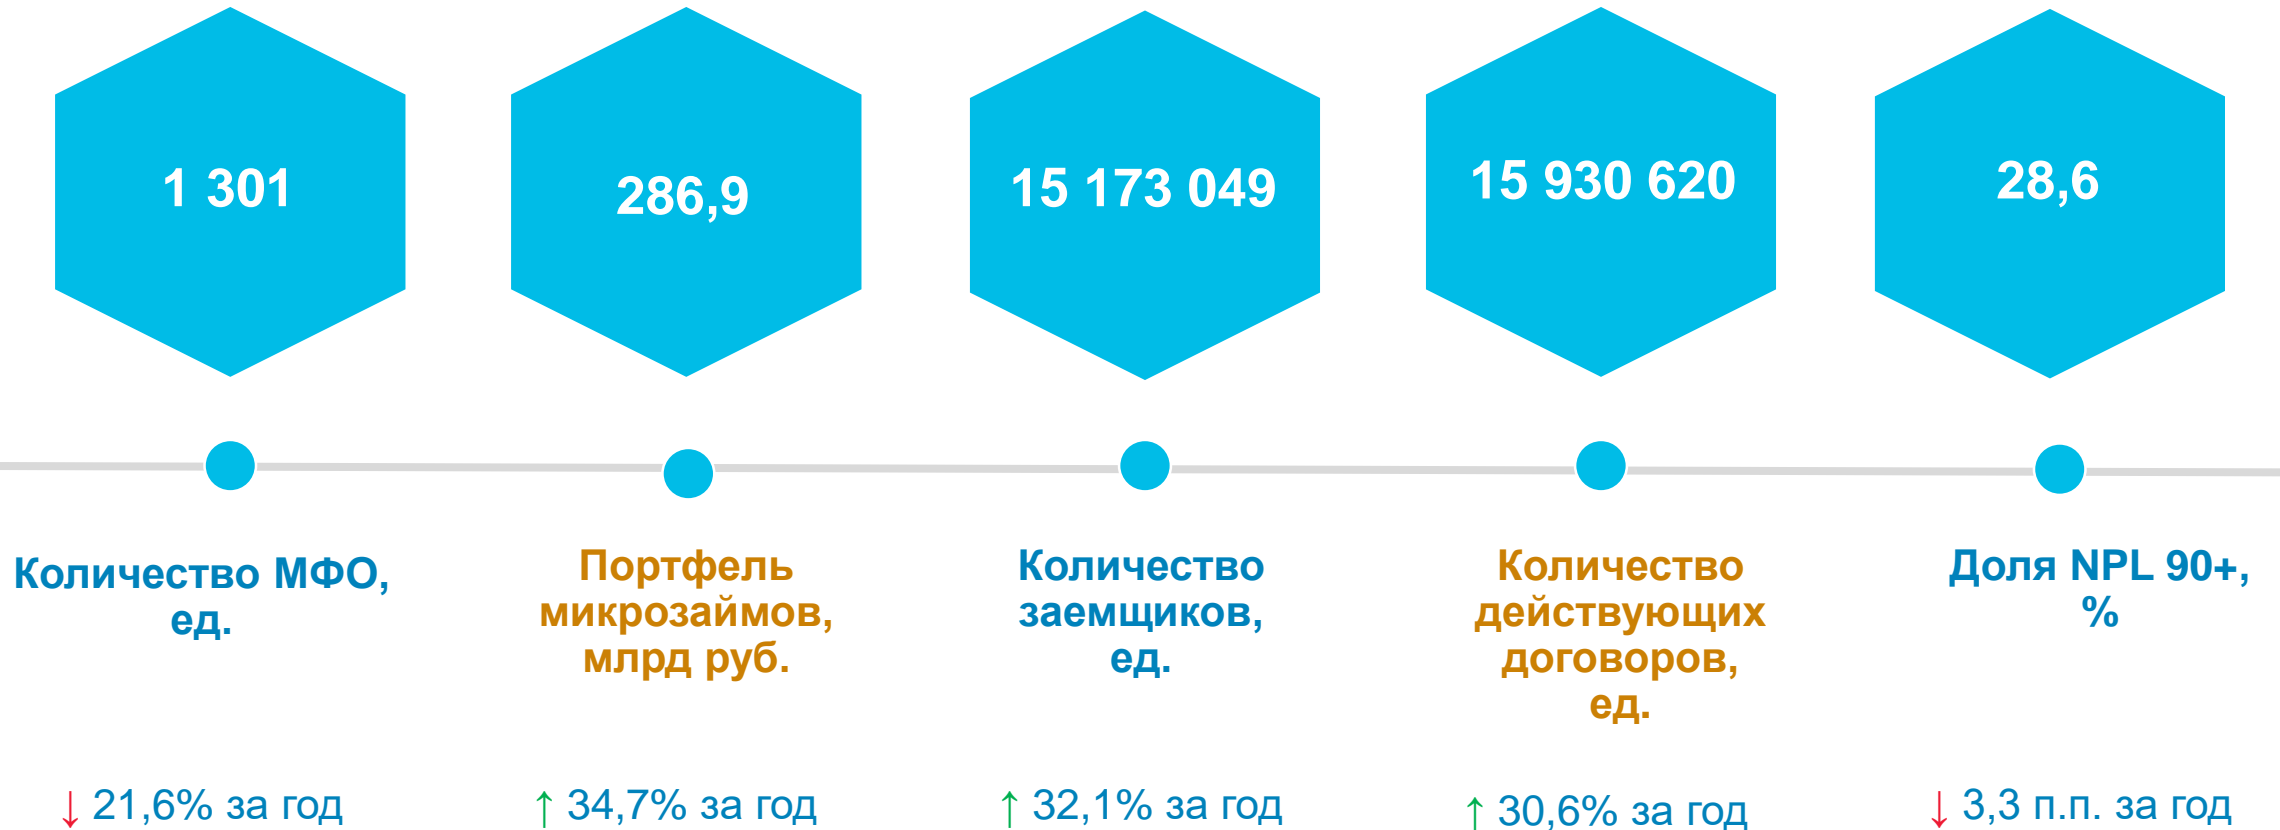 1 301
286,9
15 173 049
15 930 620
28,6
Количество МФО,
ед.
Портфель
микрозаймов,
млрд руб.
Количество
заемщиков,
ед.
Количество
действующих
договоров,
ед.
Доля NPL 90+,
%
↓ 21,6% за год
↑ 34,7% за год
↑ 32,1% за год
↑ 30,6% за год
↓ 3,3 п.п. за год